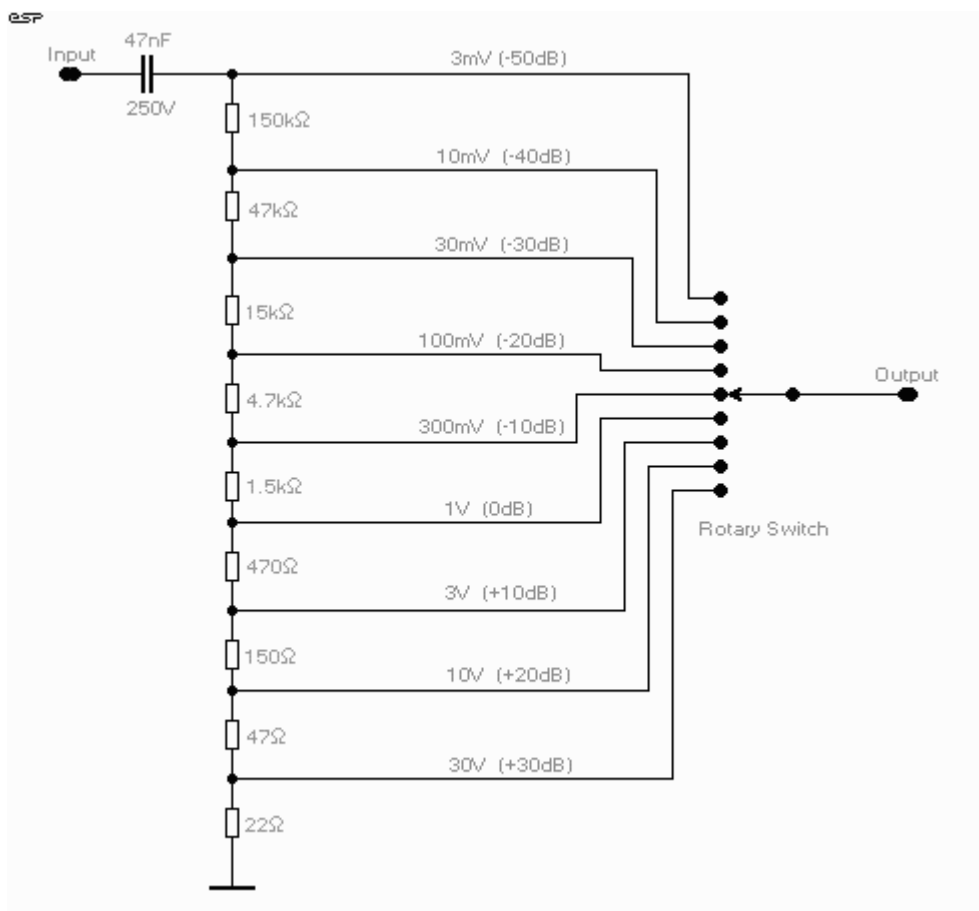 esp
47nF
Input
250V
3mV (-50dB)
150kΩ
10mV (-40dB)
47kΩ
30mV (-30dB)
15kΩ
100mV (-20dB)
Output
4.7kΩ
300mV (-10dB)
1.5kΩ
1V (0dB)
Rotary Switch
470Ω
3V (+10dB)
150Ω
10V (+20dB)
47Ω
30V (+30dB)
22Ω